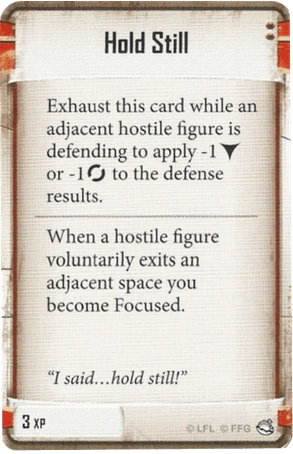 Hold Still
Exhaust this card while an
adjacent hostile figure is
defending to apply -1
or -1 to the defense
results.
When a hostile figure
voluntarily exits an
adjacent space you
become Focused.
“I said...hold still!”
3 XP
© LFL © FFG